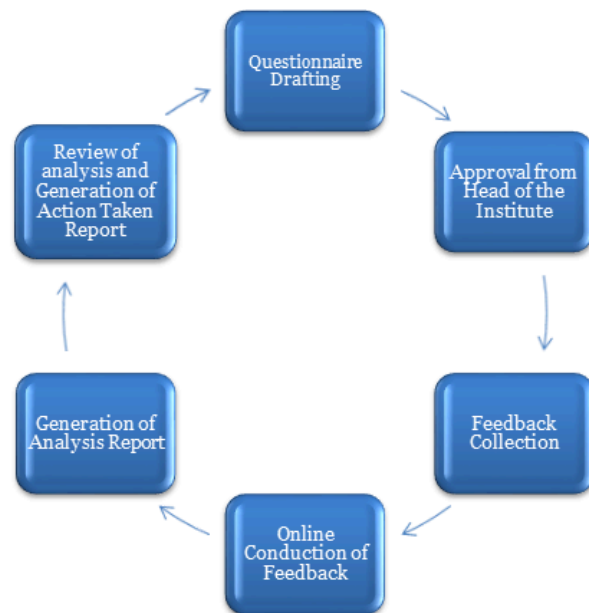 Questionnaire
Drafting
Approval from
Head of the
Institute
Feedback
Collection
Online
Conduction of
Feedback
Generation of
Analysis Report
Review of
analysis and
Generation of
Action Taken
Report